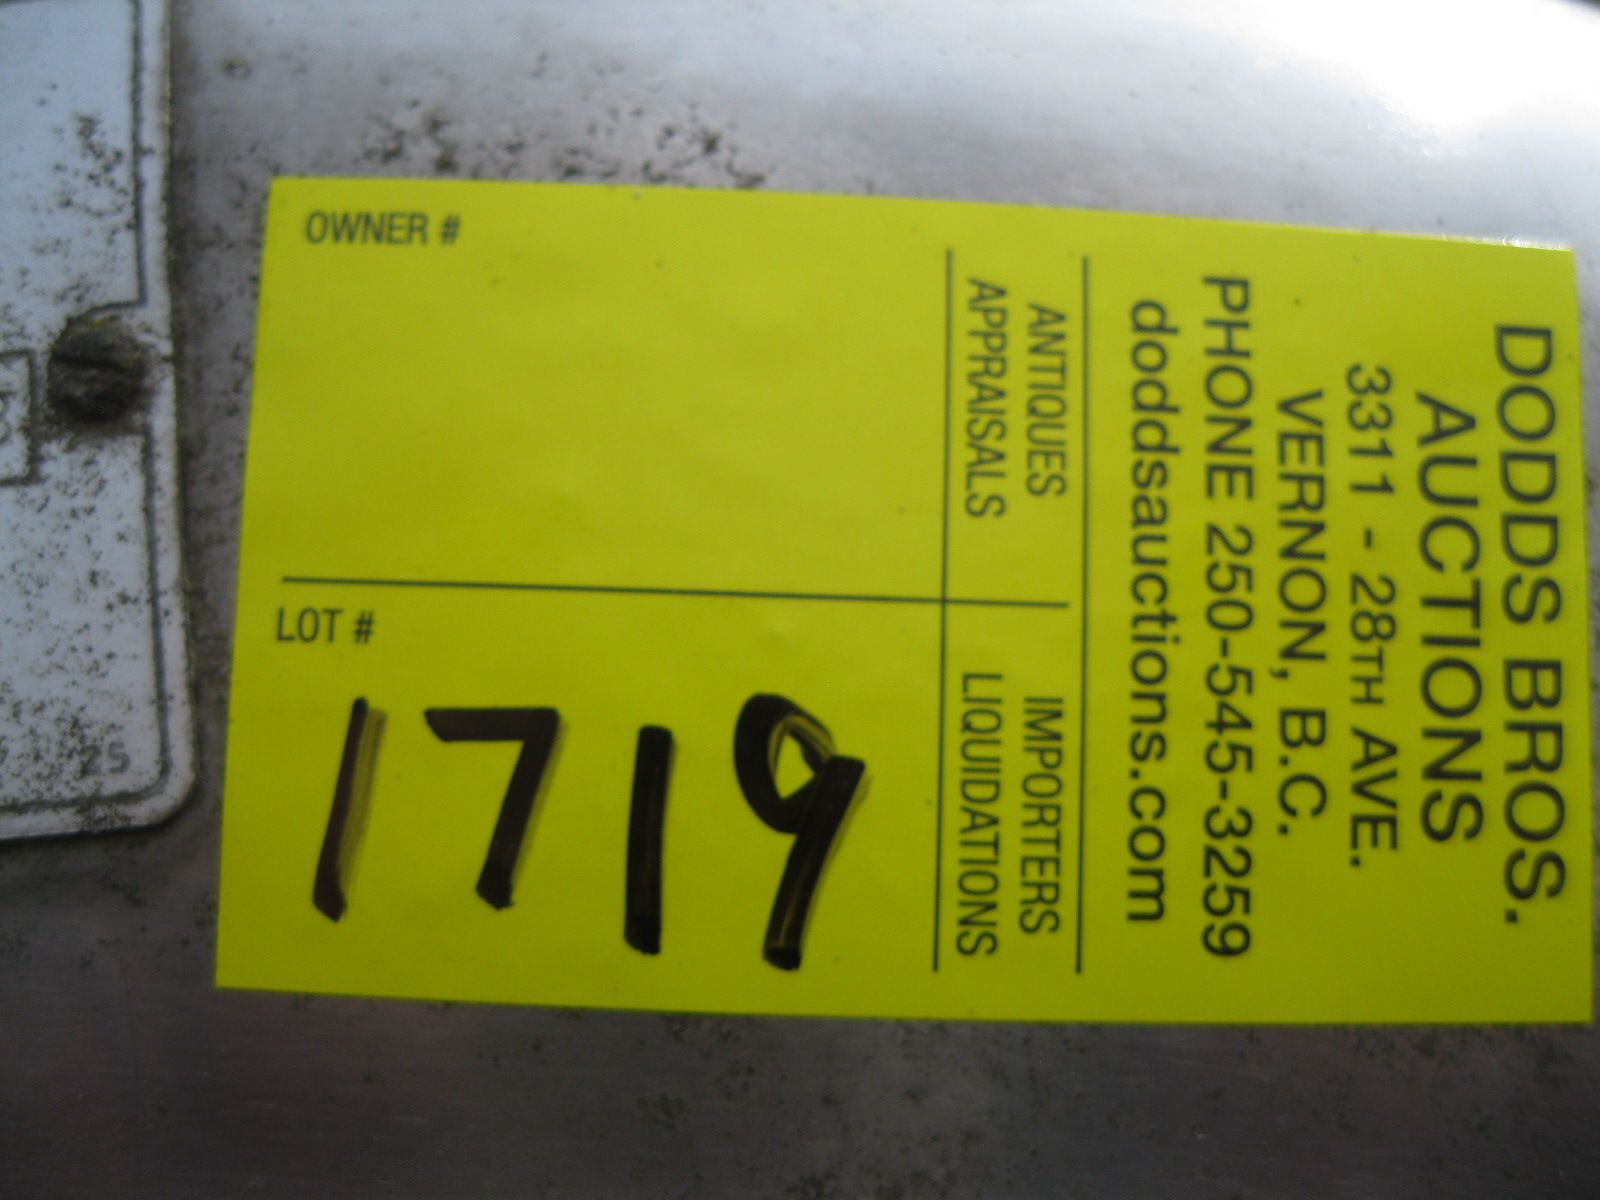 DODDS BROS.
AUCTIONS
3311 - 28TH AVE.
VERNON, B.C.
PHONE 250-545-3259
doddsauctions.com
ANTIQUES
APPRAISALS
IMPORTERS
LIQUIDATIONS
OWNER #
LOT #
1719
25